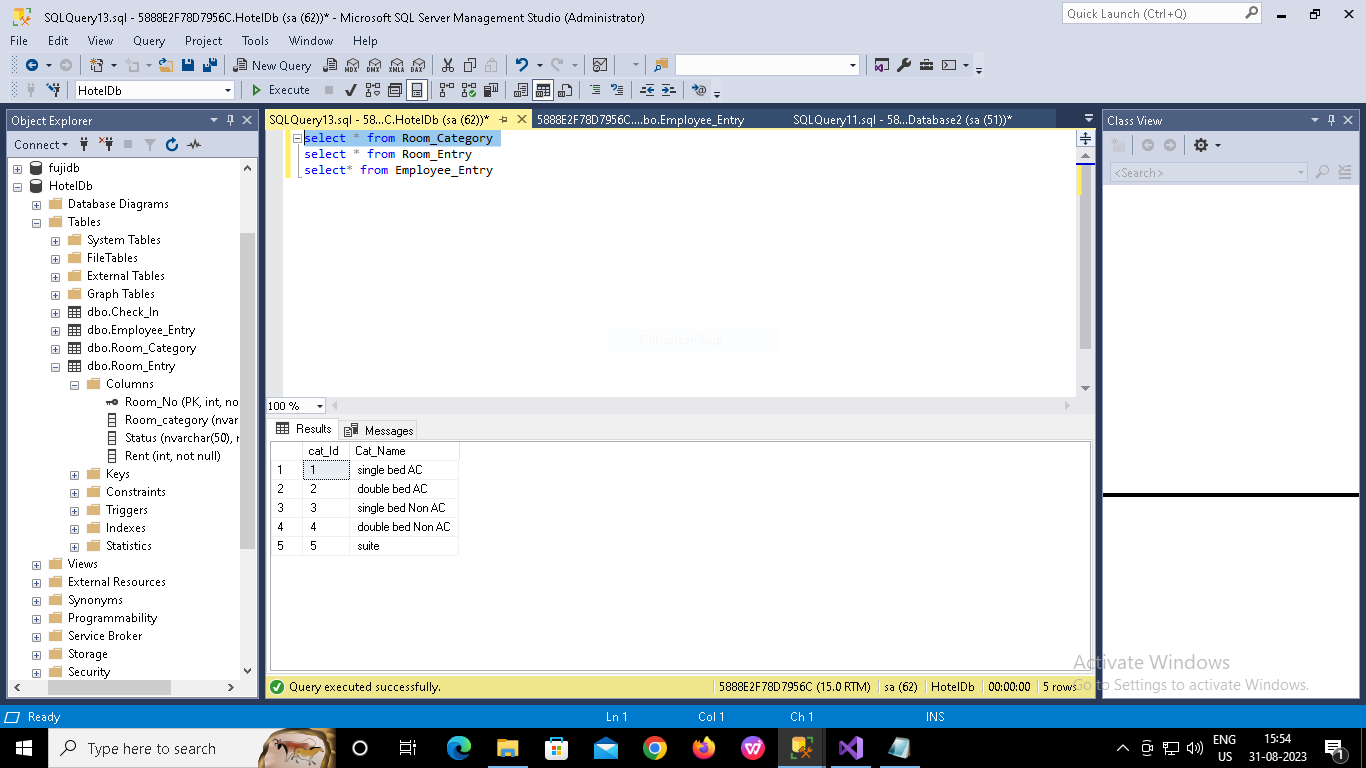 SQLQuery13.sql - 5888E2F78D7956C.HotelDb (sa (62))* - Microsoft SQL Server Management Studio (Administrator)
Quick Launch (Ctrl+Q)
File Edit View Query Project Tools Window Help
New Query
MDX DMX XMLA DAX
HotelDb
Execute
Object Explorer
SQLQuery13.sql - 58...C.HotelDb (sa (62))*
5888E2F78D7956C....bo.Employee_Entry
SQLQuery11.sql - 58...Database2 (sa (51))*
Class View
Connect
<Search>
fujidb
HotelDb
Database Diagrams
Tables
System Tables
FileTables
External Tables
Graph Tables
dbo.Check_In
dbo.Employee_Entry
dbo.Room_Category
dbo.Room_Entry
Columns
Room_No (PK, int, no
Room_category (nvar
Status (nvarchar(50), r
Rent (int, not null)
Keys
Constraints
Triggers
Indexes
Statistics
Views
External Resources
Synonyms
Programmability
Service Broker
Storage
Security
select * from Room_Category
select * from Room_Entry
select* from Employee_Entry
Full-screen Snip
100 %
Results Messages
cat_Id Cat_Name
1 1 single bed AC
2 2 double bed AC
3 3 single bed Non AC
4 4 double bed Non AC
5 5 suite
Query executed successfully.
5888E2F78D7956C (15.0 RTM) sa (62) HotelDb 00:00:00 5 rows
Activate Windows
Go to Settings to activate Windows.
Ready
Ln 1 Col 1 Ch 1 INS
Type here to search
ENG
US
15:54
31-08-2023
1